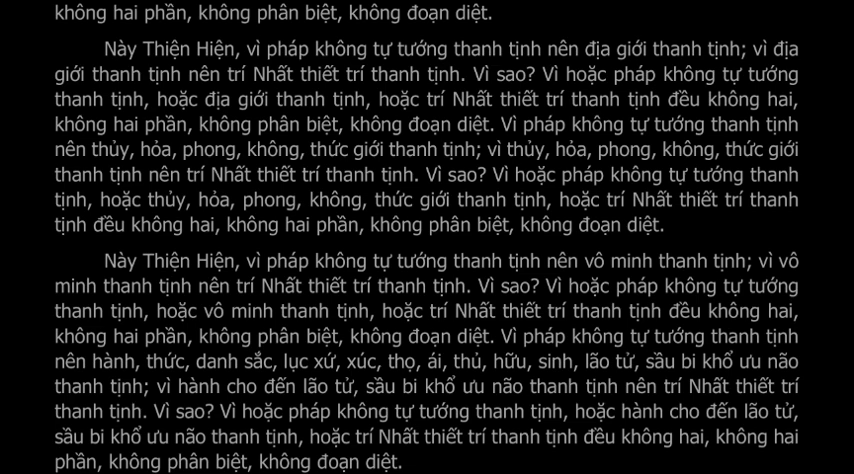 không hai phần, không phân biệt, không đoạn diệt.
Này Thiện Hiện, vì pháp không tự tướng thanh tịnh nên địa giới thanh tịnh; vì địa
giới thanh tịnh nên trí Nhất thiết trí thanh tịnh. Vì sao? Vì hoặc pháp không tự tướng
thanh tịnh, hoặc địa giới thanh tịnh, hoặc trí Nhất thiết trí thanh tịnh đều không hai,
không hai phần, không phân biệt, không đoạn diệt. Vì pháp không tự tướng thanh tịnh
nên thủy, hỏa, phong, không, thức giới thanh tịnh; vì thủy, hỏa, phong, không, thức giới
thanh tịnh nên trí Nhất thiết trí thanh tịnh. Vì sao? Vì hoặc pháp không tự tướng thanh
tịnh, hoặc thủy, hỏa, phong, không, thức giới thanh tịnh, hoặc trí Nhất thiết trí thanh
tịnh đều không hai, không hai phần, không phân biệt, không đoạn diệt.
Này Thiện Hiện, vì pháp không tự tướng thanh tịnh nên vô minh thanh tịnh; vì vô
minh thanh tịnh nên trí Nhất thiết trí thanh tịnh. Vì sao? Vì hoặc pháp không tự tướng
thanh tịnh, hoặc vô minh thanh tịnh, hoặc trí Nhất thiết trí thanh tịnh đều không hai,
không hai phần, không phân biệt, không đoạn diệt. Vì pháp không tự tướng thanh tịnh
nên hành, thức, danh sắc, lục xứ, xúc, thọ, ái, thủ, hữu, sinh, lão tử, sầu bi khổ ưu não
thanh tịnh; vì hành cho đến lão tử, sầu bi khổ ưu não thanh tịnh nên trí Nhất thiết trí
thanh tịnh. Vì sao? Vì hoặc pháp không tự tướng thanh tịnh, hoặc hành cho đến lão tử,
sầu bi khổ ưu não thanh tịnh, hoặc trí Nhất thiết trí thanh tịnh đều không hai, không hai
phần, không phân biệt, không đoạn diệt.